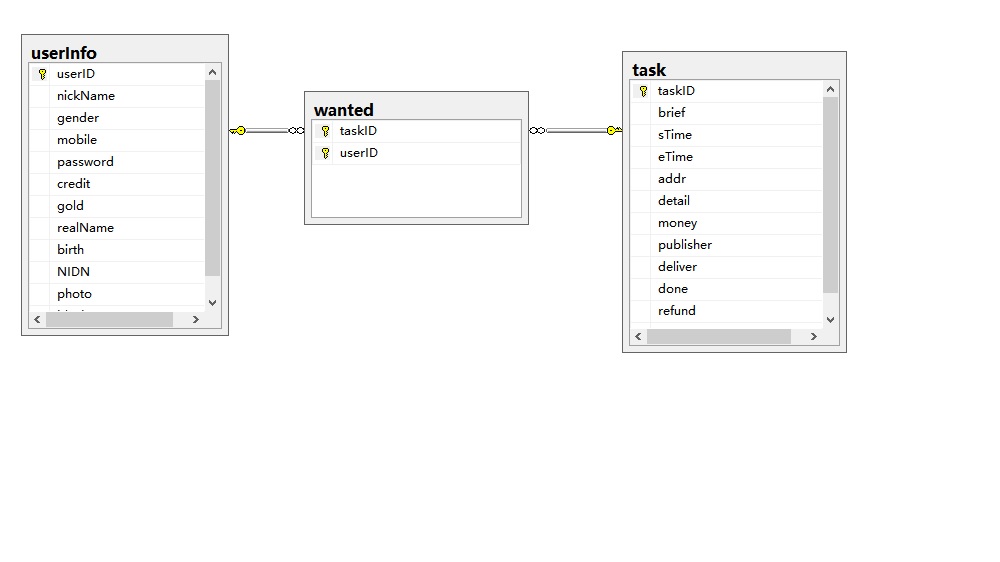 userInfo
userID
nickName
gender
mobile
password
credit
gold
realName
birth
NIDN
photo
wanted
taskID
userID
task
taskID
brief
sTime
eTime
addr
detail
money
publisher
deliver
done
refund